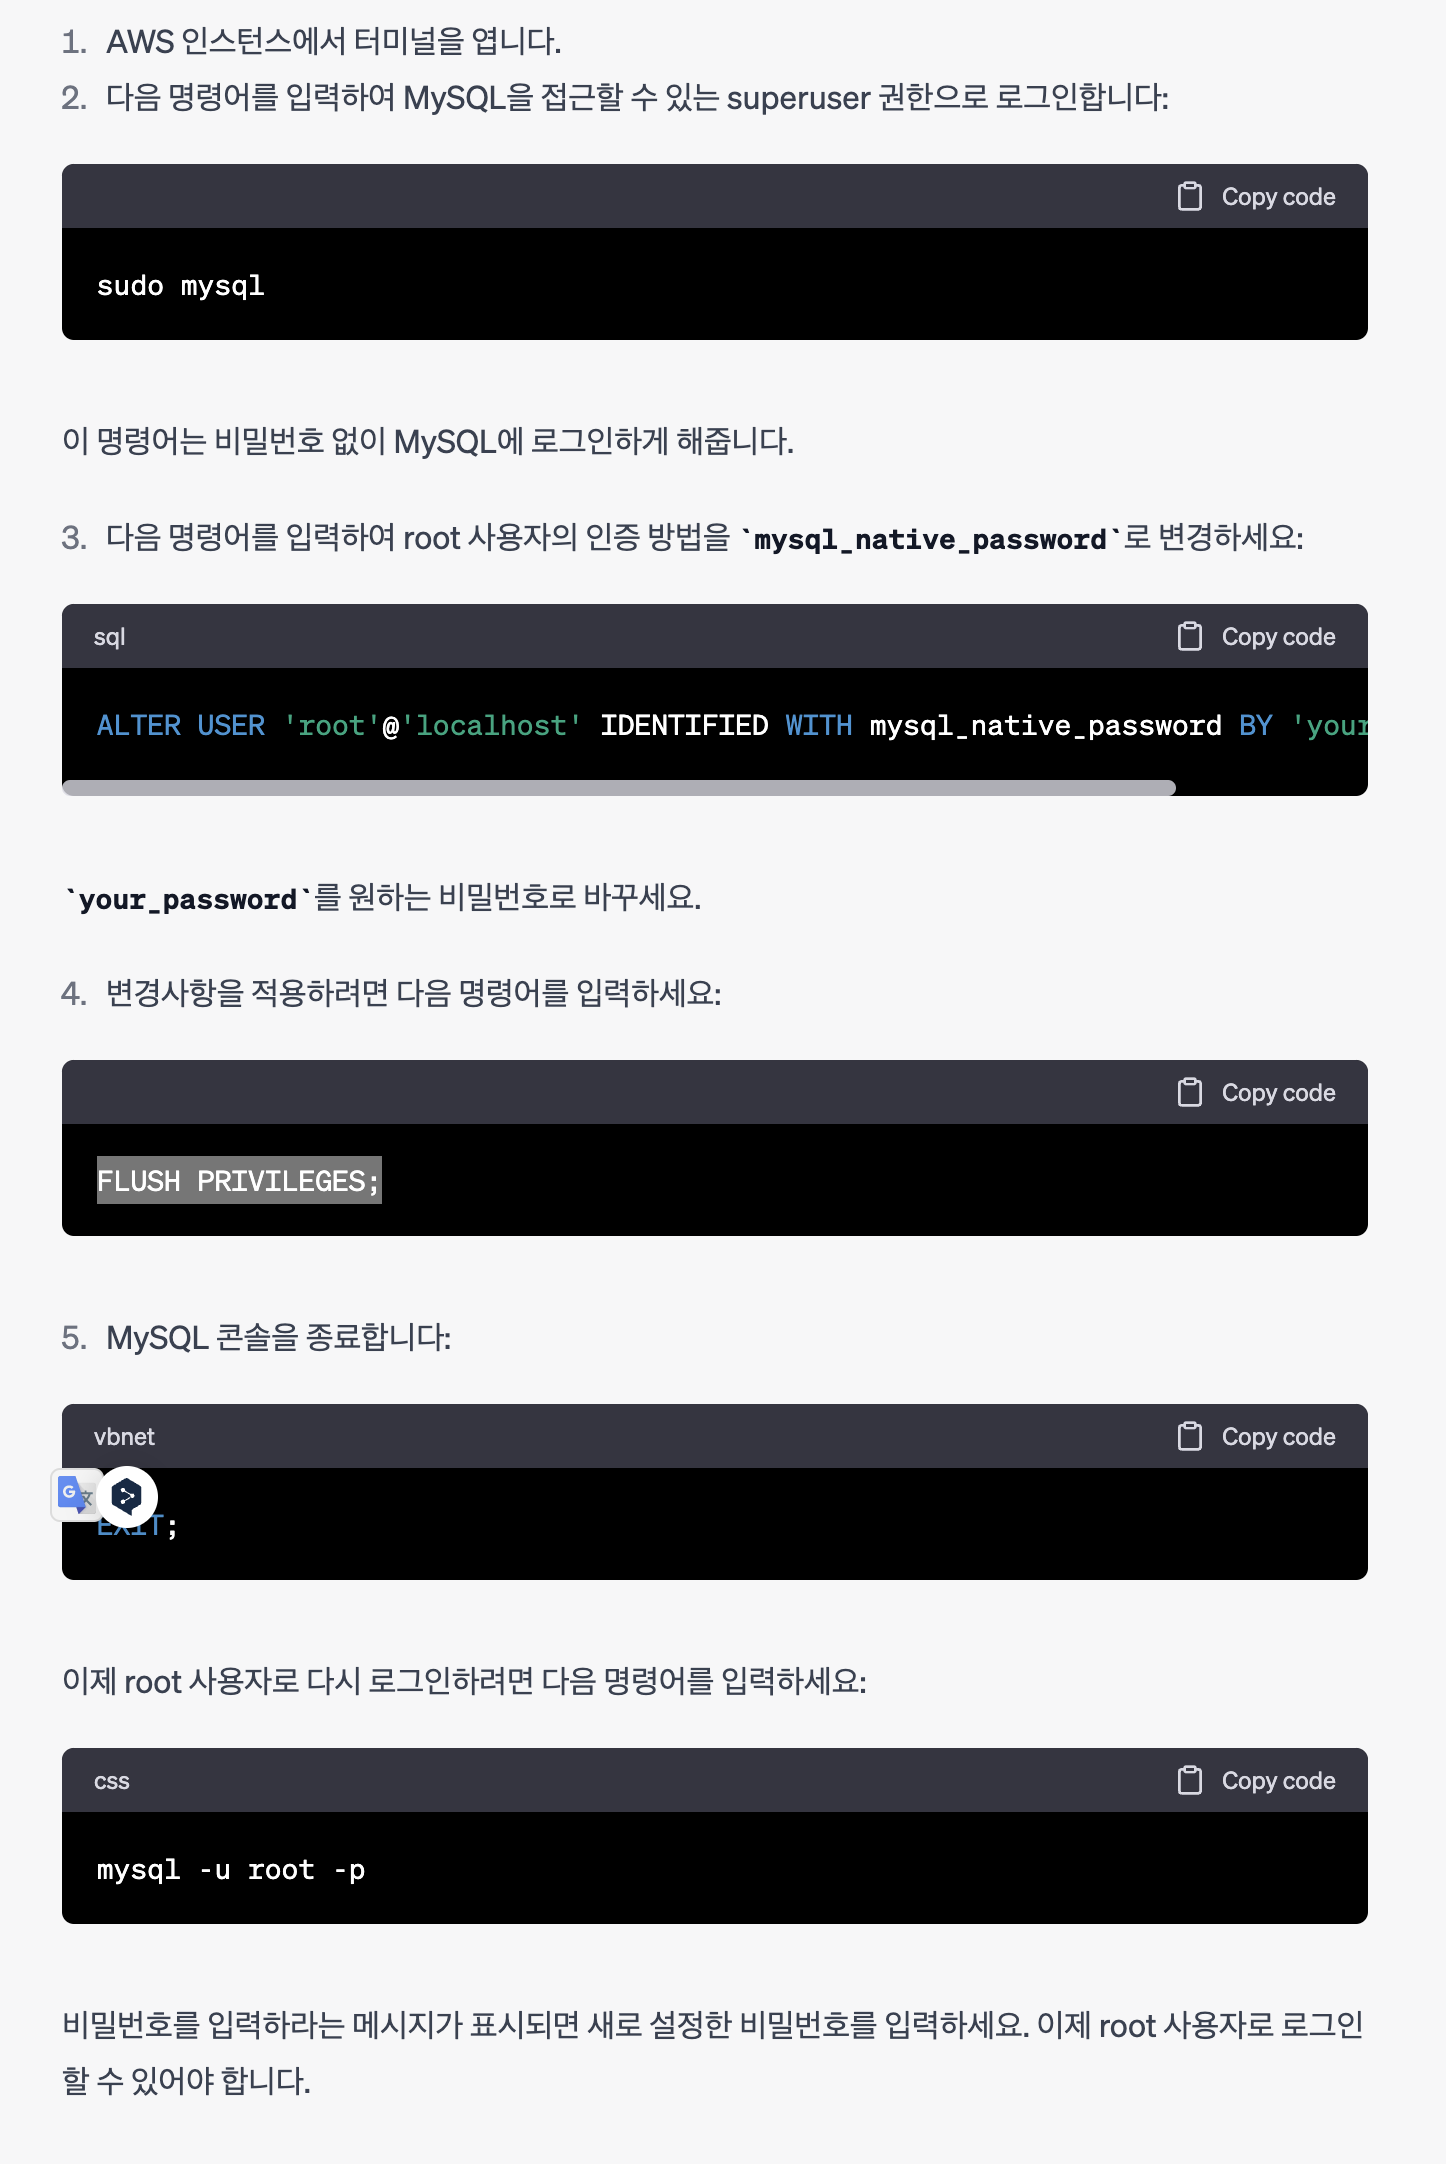 1. AWS 인스턴스에서 터미널을 엽니다.
2. 다음 명령어를 입력하여 MySQL을 접근할 수 있는 superuser 권한으로 로그인합니다:
Copy code
sudo mysql
이 명령어는 비밀번호 없이 MySQL에 로그인하게 해줍니다.
3. 다음 명령어를 입력하여 root 사용자의 인증 방법을 `mysql_native_password`로 변경하세요:
sql Copy code
ALTER USER 'root'@'localhost' IDENTIFIED WITH mysql_native_password BY 'your
`your_password`를 원하는 비밀번호로 바꾸세요.
4. 변경사항을 적용하려면 다음 명령어를 입력하세요:
Copy code
FLUSH PRIVILEGES;
5. MySQL 콘솔을 종료합니다:
vbnet Copy code
G 文
EXIT;
이제 root 사용자로 다시 로그인하려면 다음 명령어를 입력하세요:
css Copy code
mysql -u root -p
비밀번호를 입력하라는 메시지가 표시되면 새로 설정한 비밀번호를 입력하세요. 이제 root 사용자로 로그인
할 수 있어야 합니다.